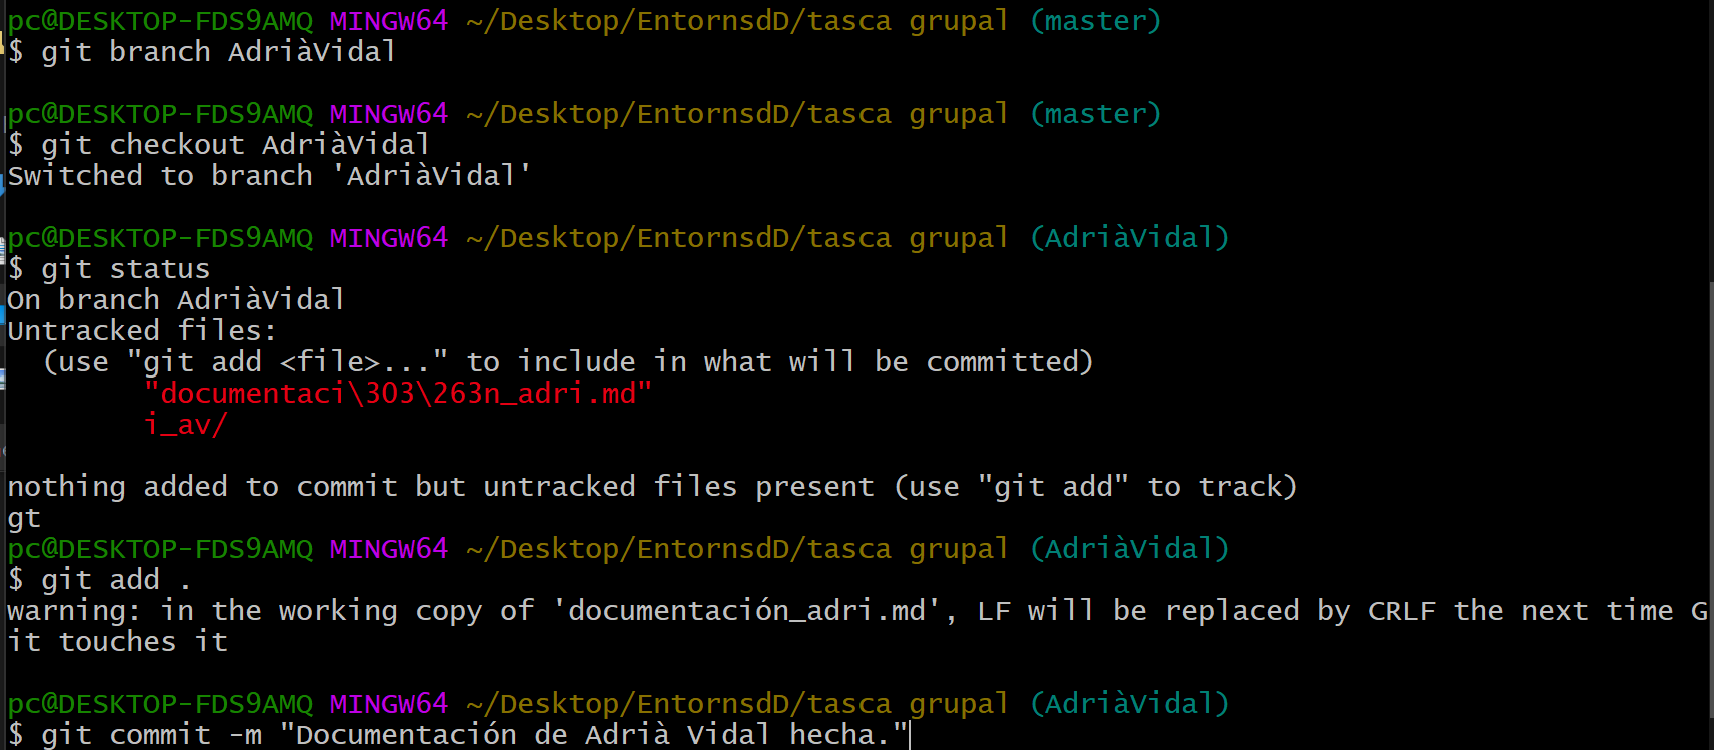 pc@DESKTOP-FDS9AMQ MINGW64 ~/Desktop/EntornsdD/tasca grupal (master)
$ git branch AdriàVidal
pc@DESKTOP-FDS9AMQ MINGW64 ~/Desktop/EntornsdD/tasca grupal (master)
$ git checkout AdriàVidal
Switched to branch 'AdriàVidal'
pc@DESKTOP-FDS9AMQ MINGW64 ~/Desktop/EntornsdD/tasca grupal (AdriàVidal)
$ git status
On branch AdriàVidal
Untracked files:
  (use "git add <file>..." to include in what will be committed)
        "documentaci\303\263n_adri.md"
        i_av/
nothing added to commit but untracked files present (use "git add" to track)
gt
pc@DESKTOP-FDS9AMQ MINGW64 ~/Desktop/EntornsdD/tasca grupal (AdriàVidal)
$ git add .
warning: in the working copy of 'documentación_adri.md', LF will be replaced by CRLF the next time G
it touches it
pc@DESKTOP-FDS9AMQ MINGW64 ~/Desktop/EntornsdD/tasca grupal (AdriàVidal)
$ git commit -m "Documentación de Adrià Vidal hecha."